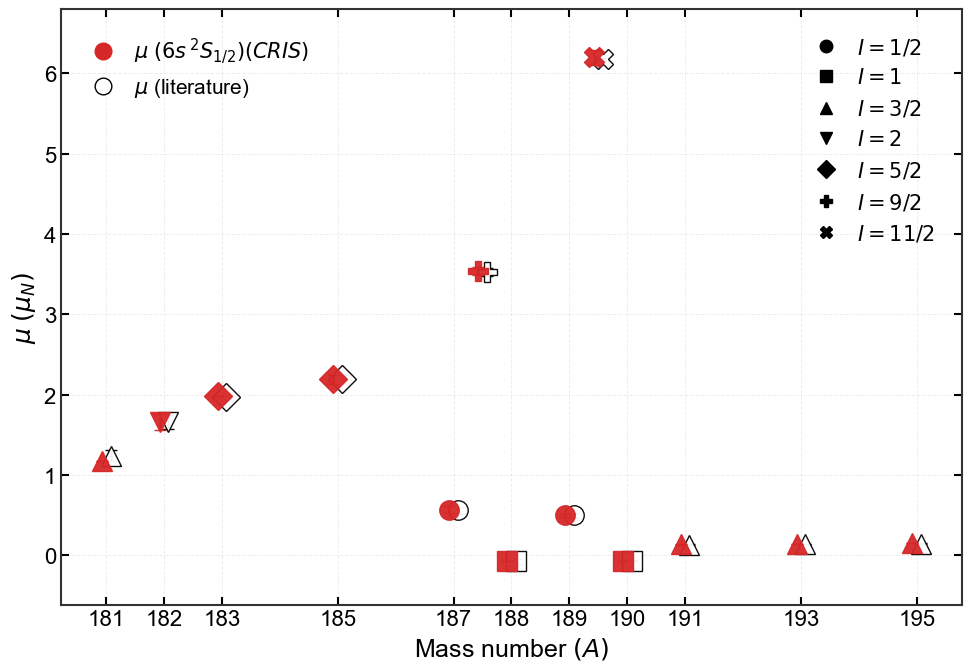 μ (6s ²S₁/₂)(CRIS)
μ (literature)
I = 1/2
I = 1
I = 3/2
I = 2
I = 5/2
I = 9/2
I = 11/2
6
5
4
3
2
1
0
μ (μ_N)
181 182 183 185 187 188 189 190 191 193 195
Mass number (A)